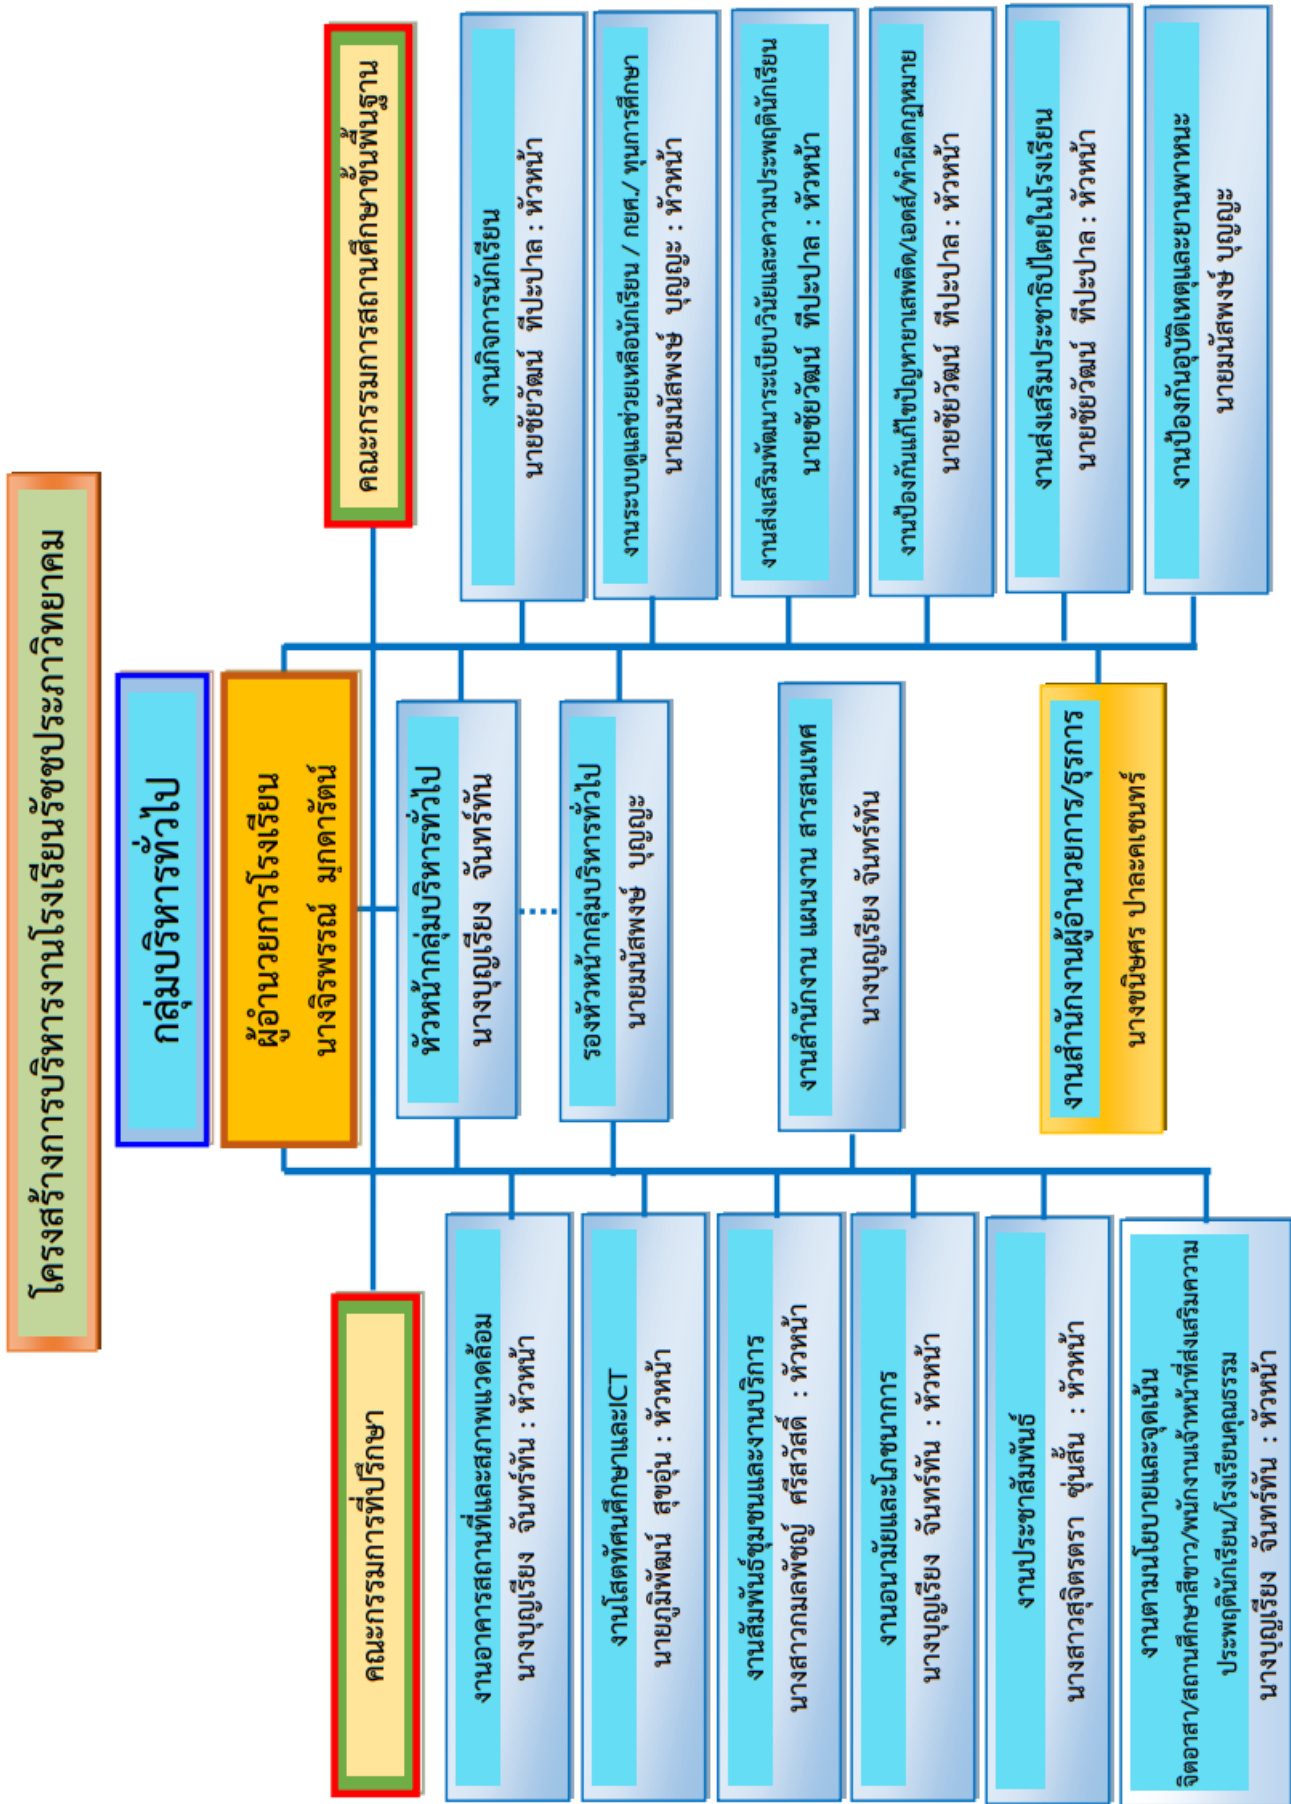 โครงสร้างการบริหารงานโรงเรียนรัชชประภาวิทยาคม
กลุ่มบริหารทั่วไป
ผู้อำนวยการโรงเรียน
นางจิรพรรณ์ มุกดารัตน์
คณะกรรมการที่ปรึกษา
คณะกรรมการสถานศึกษาขั้นพื้นฐาน
หัวหน้ากลุ่มบริหารทั่วไป
นางบุญเรียง จันทร์ทัน
รองหัวหน้ากลุ่มบริหารทั่วไป
นายมนัสพงษ์ บุญญะ
งานสำนักงาน แผนงาน สารสนเทศ
นางบุญเรียง จันทร์ทัน
งานสำนักงานผู้อำนวยการ/ธุรการ
นางขนิษศร ปาละคเชนทร์
งานอาคารสถานที่และสภาพแวดล้อม
นางบุญเรียง จันทร์ทัน : หัวหน้า
งานโสตทัศนศึกษาและICT
นายภูมิพัฒน์ สุขอุ่น : หัวหน้า
งานสัมพันธ์ชุมชนและงานบริการ
นางสาวกมลพัชญ์ ศรีสวัสดิ์ : หัวหน้า
งานอนามัยและโภชนาการ
นางบุญเรียง จันทร์ทัน : หัวหน้า
งานประชาสัมพันธ์
นางสาวสุจิตรตรา ชุ่นสั้น : หัวหน้า
งานตามนโยบายและจุดเน้น
จิตอาสา/สถานศึกษาสีขาว/พนักงานเจ้าหน้าที่ส่งเสริมความ
ประพฤตินักเรียน/โรงเรียนคุณธรรม
นางบุญเรียง จันทร์ทัน : หัวหน้า
งานกิจการนักเรียน
นายชัยวัฒน์ ทีปะปาล : หัวหน้า
งานระบบดูแลช่วยเหลือนักเรียน / กยศ./ ทุนการศึกษา
นายมนัสพงษ์ บุญญะ : หัวหน้า
งานส่งเสริมพัฒนาระเบียบวินัยและความประพฤตินักเรียน
นายชัยวัฒน์ ทีปะปาล : หัวหน้า
งานป้องกันแก้ไขปัญหายาเสพติด/เอดส์/ทำผิดกฎหมาย
นายชัยวัฒน์ ทีปะปาล : หัวหน้า
งานส่งเสริมประชาธิปไตยในโรงเรียน
นายชัยวัฒน์ ทีปะปาล : หัวหน้า
งานป้องกันอุบัติเหตุและยานพาหนะ
นายมนัสพงษ์ บุญญะ